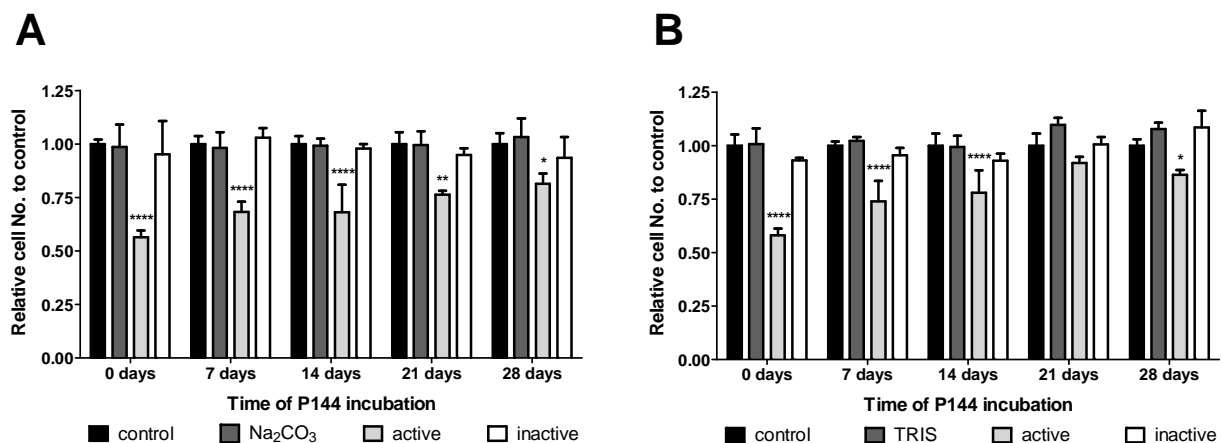 A
Relative cell No. to control
1.25
1.00
0.75
0.50
0.25
0.00
****
****
****
**
*
0 days 7 days 14 days 21 days 28 days
Time of P144 incubation
control Na₂CO₃ active inactive
B
Relative cell No. to control
1.25
1.00
0.75
0.50
0.25
0.00
****
****
****
*
0 days 7 days 14 days 21 days 28 days
Time of P144 incubation
control TRIS active inactive